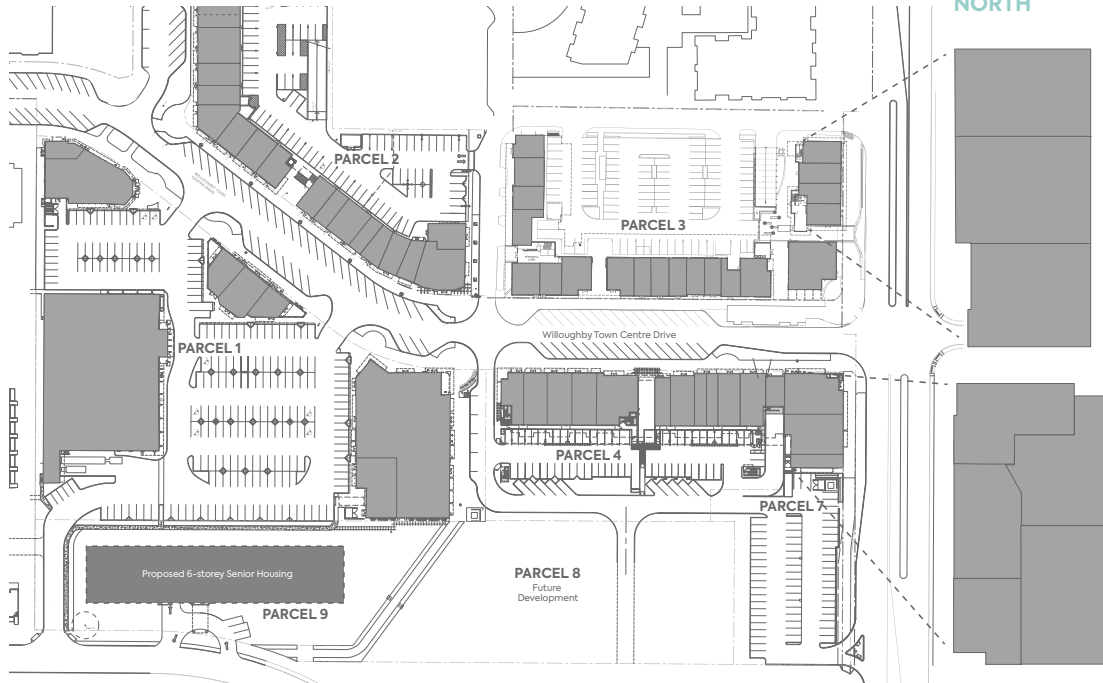 NORTH
PARCEL 2
PARCEL 3
Willoughby Town Centre Drive
PARCEL 1
PARCEL 4
PARCEL 7
Proposed 6-storey Senior Housing
PARCEL 8
Future
Development
PARCEL 9